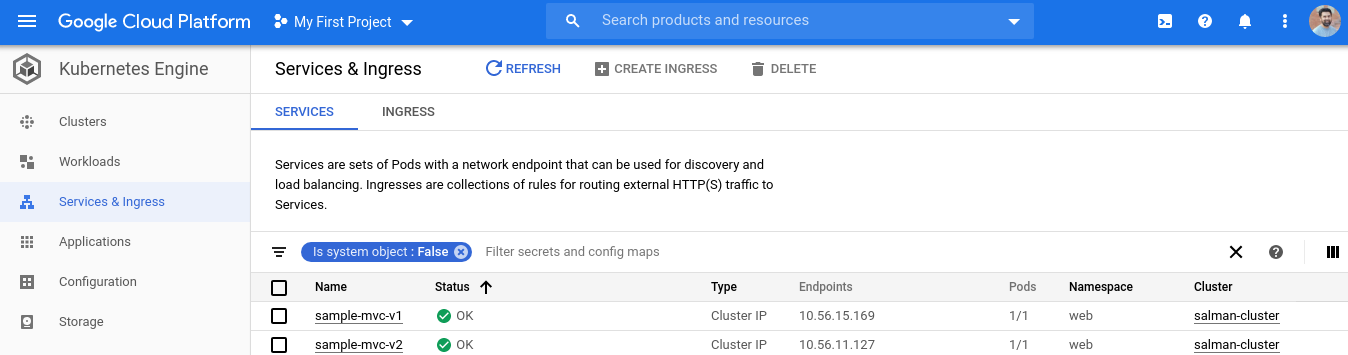 Google Cloud Platform My First Project Search products and resources
Kubernetes Engine Services & Ingress REFRESH CREATE INGRESS DELETE
Clusters SERVICES INGRESS
Workloads
Services & Ingress
Applications
Configuration
Storage
Services are sets of Pods with a network endpoint that can be used for discovery and
load balancing. Ingresses are collections of rules for routing external HTTP(S) traffic to
Services.
Is system object : False Filter secrets and config maps
Name Status Type Endpoints Pods Namespace Cluster
sample-mvc-v1 OK Cluster IP 10.56.15.169 1/1 web salman-cluster
sample-mvc-v2 OK Cluster IP 10.56.11.127 1/1 web salman-cluster